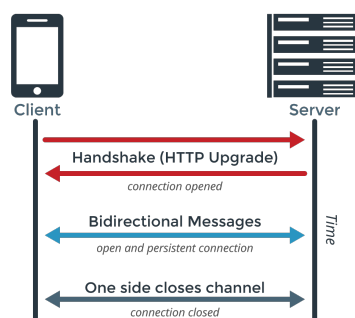 Client
Server
Handshake (HTTP Upgrade)
connection opened
Bidirectional Messages
open and persistent connection
Time
One side closes channel
connection closed